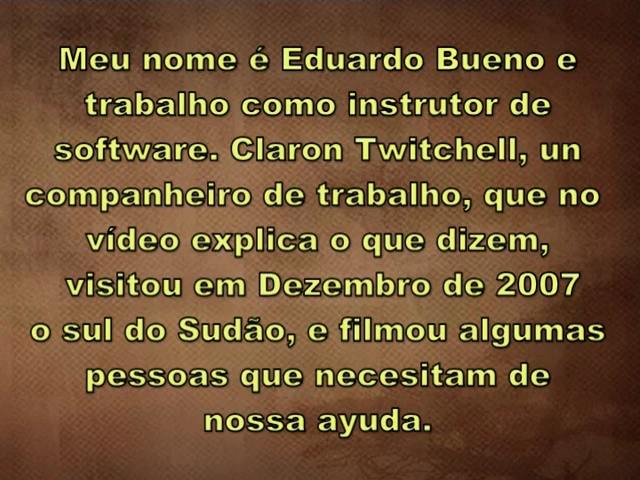 Meu nome é Eduardo Bueno e
trabalho como instrutor de
software. Claron Twitchell, un
companheiro de trabalho, que no
vídeo explica o que dizem,
visitou em Dezembro de 2007
o sul do Sudão, e filmou algumas
pessoas que necesitam de
nossa ayuda.